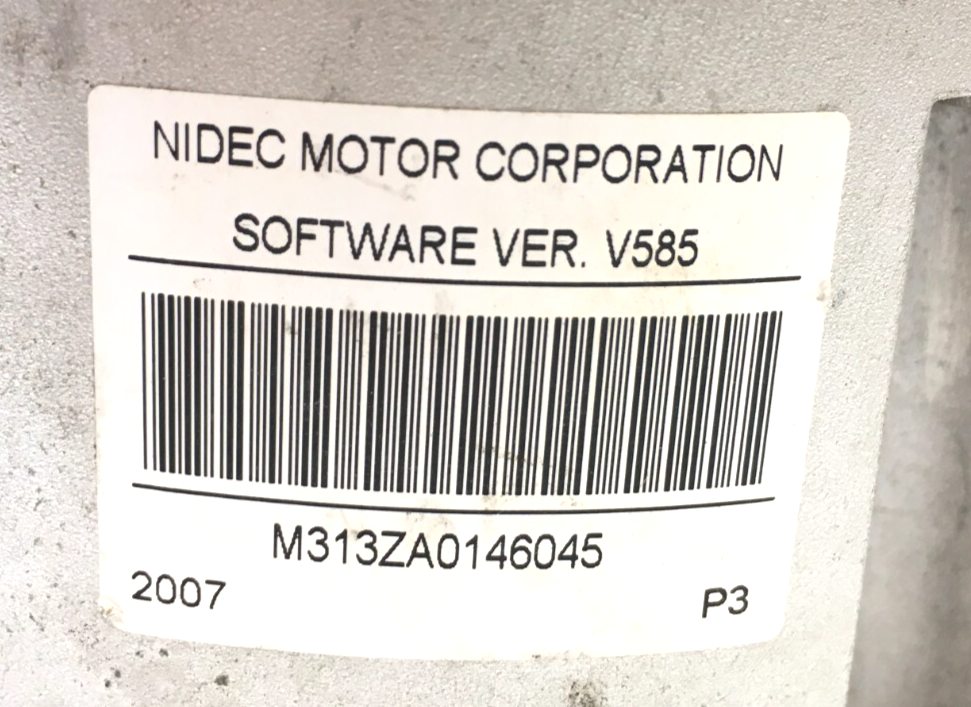 NIDEC MOTOR CORPORATION
SOFTWARE VER. V585
M313ZA0146045
2007 P3